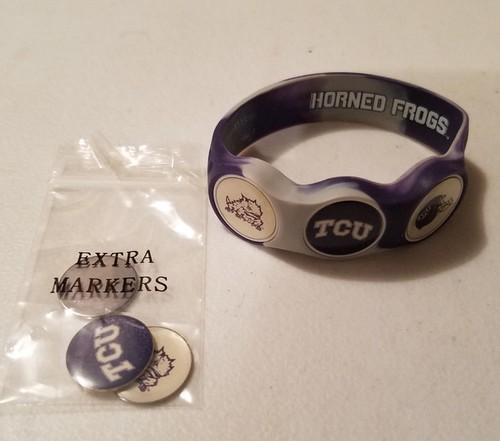 HORNED FROGS
TCU
EXTRA
MARKERS
TCU